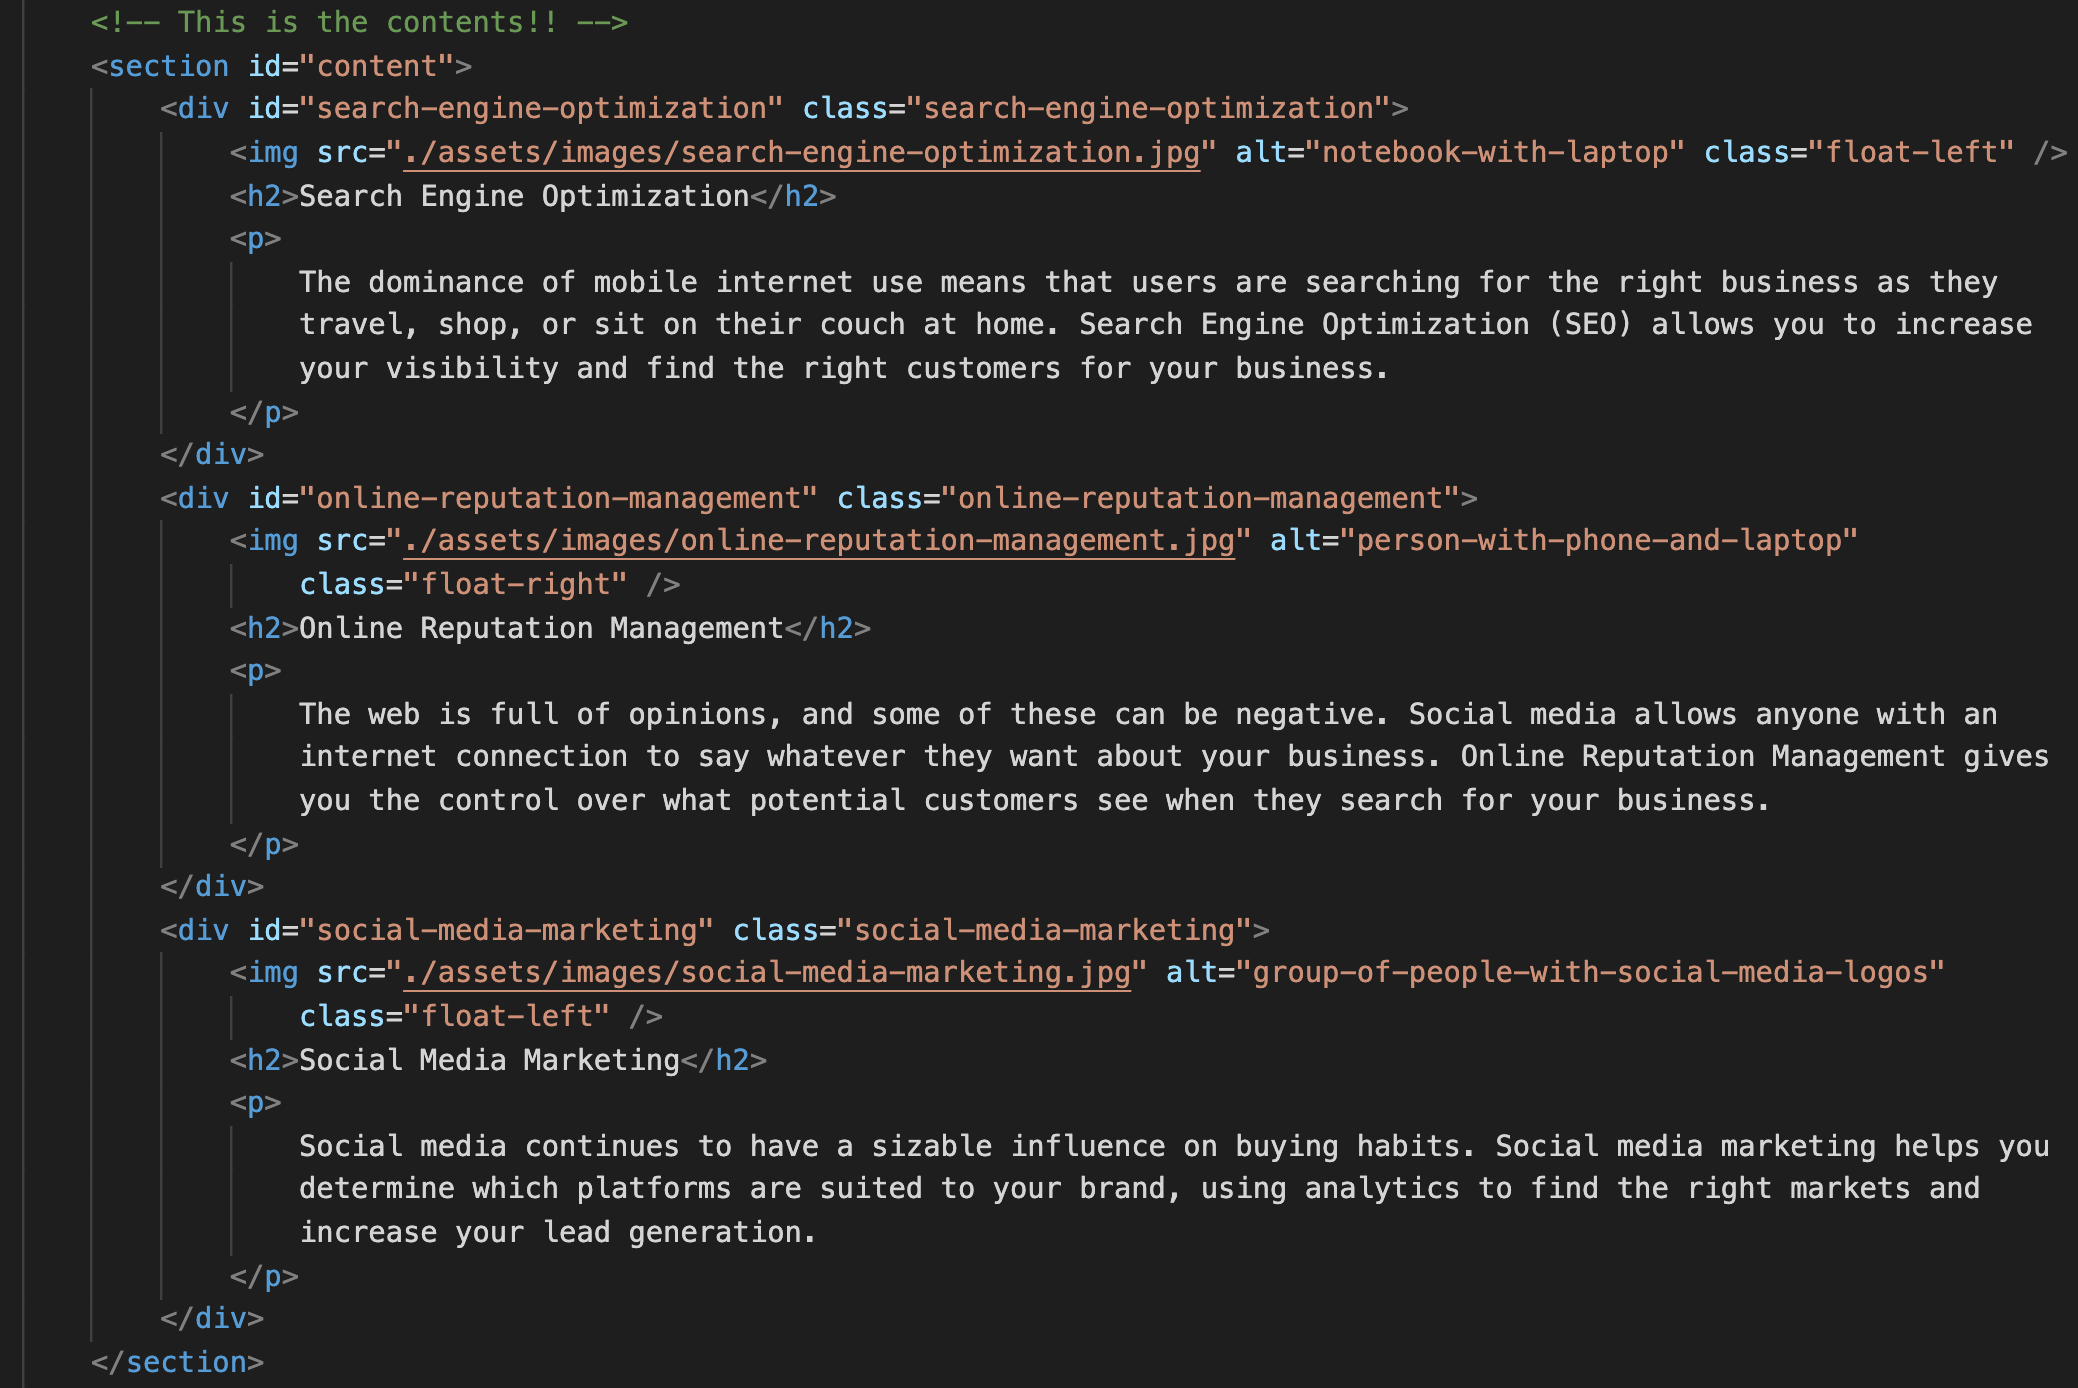 <!-- This is the contents!! -->
<section id="content">
<div id="search-engine-optimization" class="search-engine-optimization">
<img src="./assets/images/search-engine-optimization.jpg" alt="notebook-with-laptop" class="float-left" />
<h2>Search Engine Optimization</h2>
<p>
The dominance of mobile internet use means that users are searching for the right business as they
travel, shop, or sit on their couch at home. Search Engine Optimization (SEO) allows you to increase
your visibility and find the right customers for your business.
</p>
</div>
<div id="online-reputation-management" class="online-reputation-management">
<img src="./assets/images/online-reputation-management.jpg" alt="person-with-phone-and-laptop"
class="float-right" />
<h2>Online Reputation Management</h2>
<p>
The web is full of opinions, and some of these can be negative. Social media allows anyone with an
internet connection to say whatever they want about your business. Online Reputation Management gives
you the control over what potential customers see when they search for your business.
</p>
</div>
<div id="social-media-marketing" class="social-media-marketing">
<img src="./assets/images/social-media-marketing.jpg" alt="group-of-people-with-social-media-logos"
class="float-left" />
<h2>Social Media Marketing</h2>
<p>
Social media continues to have a sizable influence on buying habits. Social media marketing helps you
determine which platforms are suited to your brand, using analytics to find the right markets and
increase your lead generation.
</p>
</div>
</section>